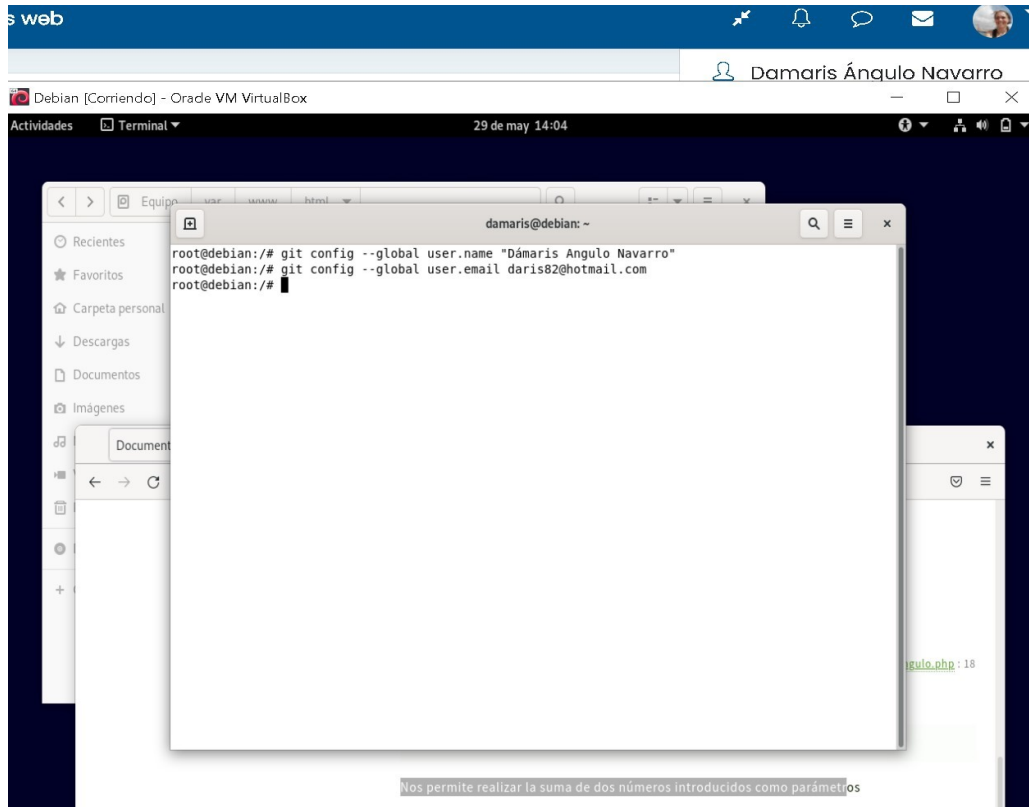 s web
Damaris Ángulo Navarro
Debian [Corriendo] - Oracle VM VirtualBox
Actividades Terminal 29 de may 14:04
Equipo var www html
damaris@debian: ~
Recientes
root@debian:/# git config --global user.name "Dámaris Angulo Navarro"
root@debian:/# git config --global user.email daris82@hotmail.com
root@debian:/#
Favoritos
Carpeta personal
Descargas
Documentos
Imágenes
Document
gulo.php : 18
Nos permite realizar la suma de dos números introducidos como parámetros